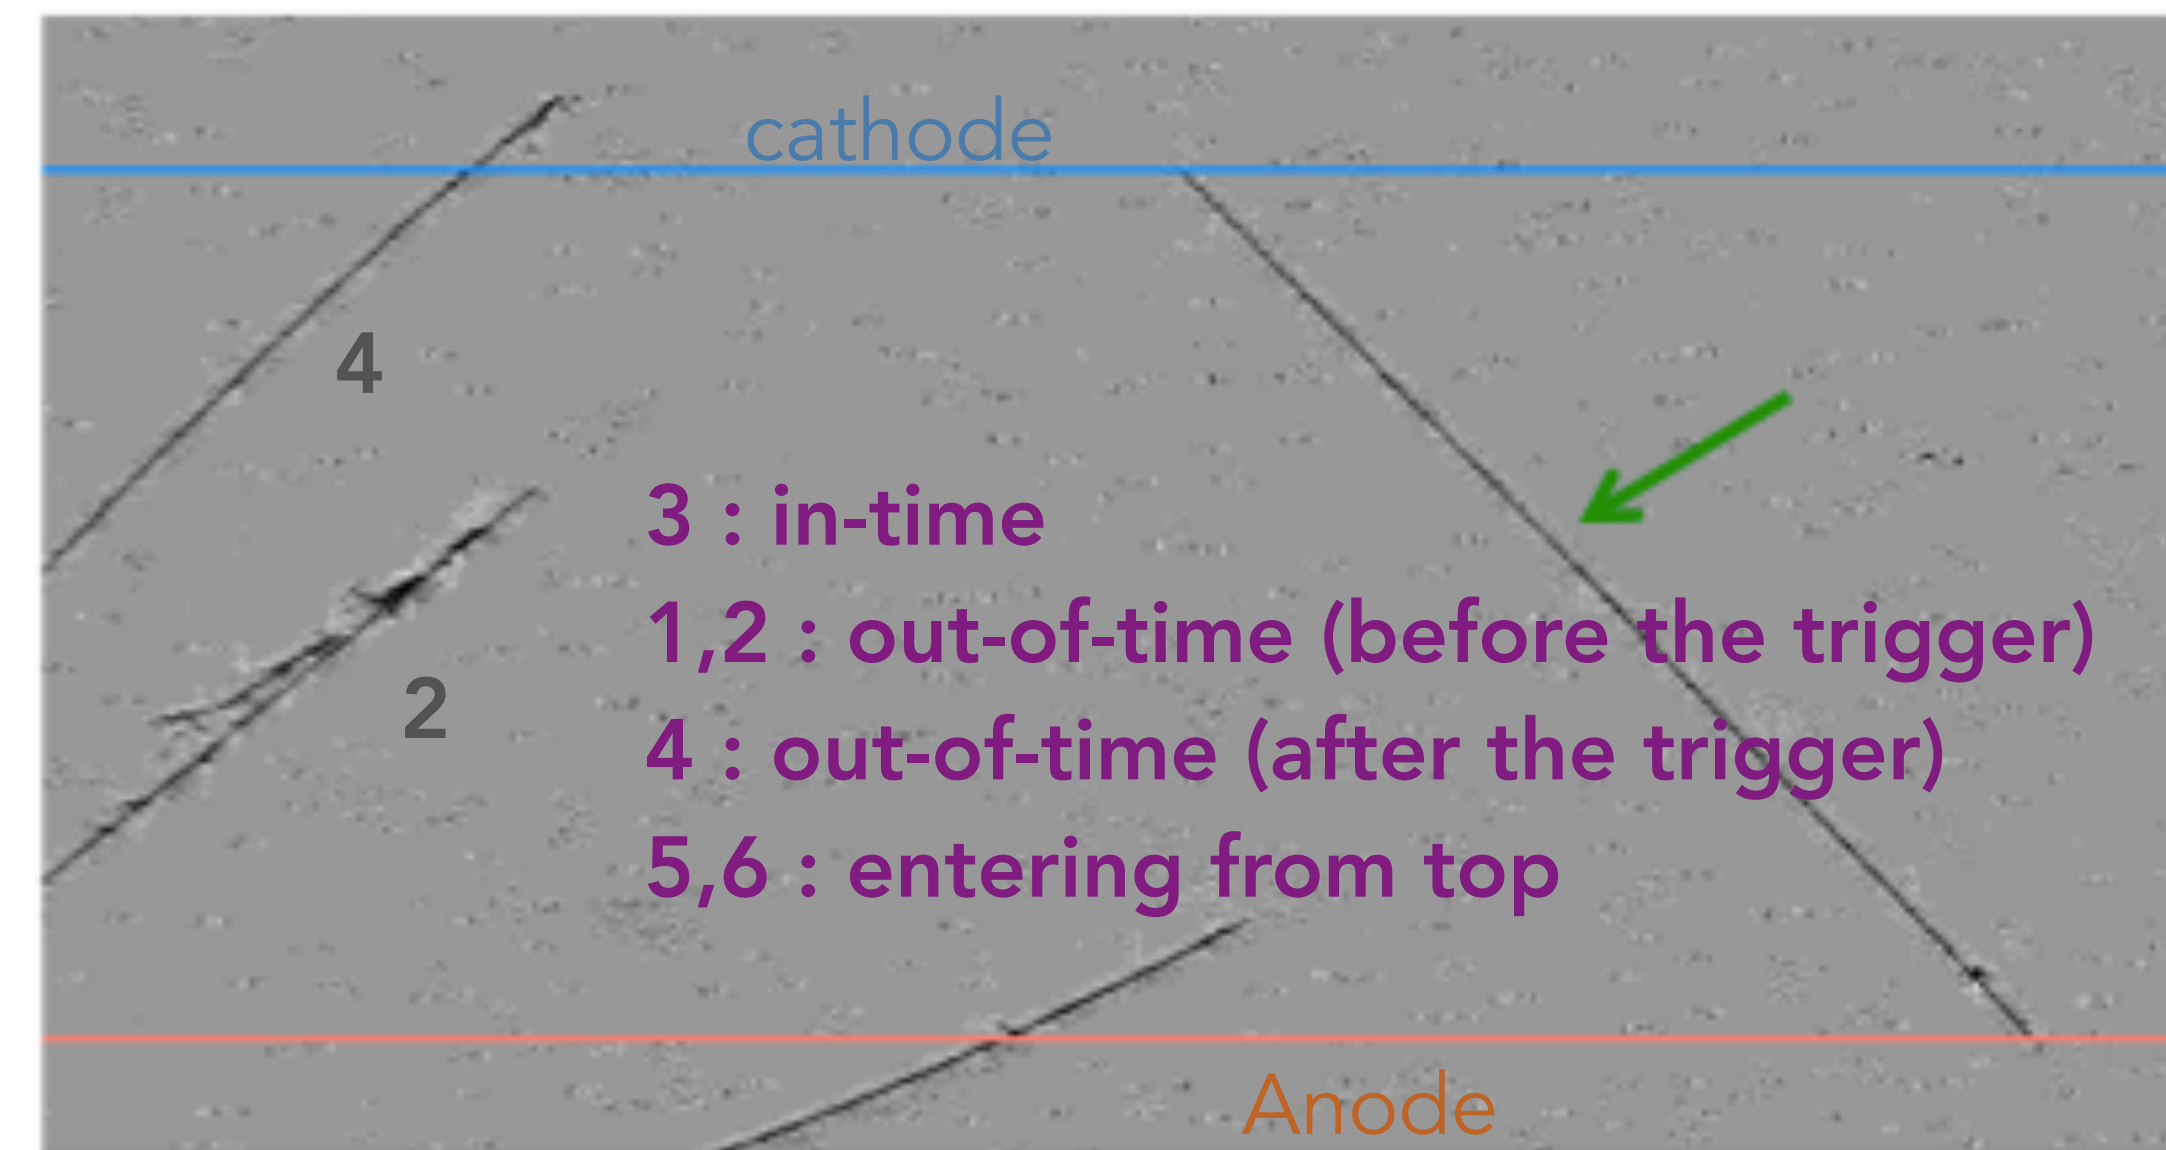 cathode
4
3 : in-time
1,2 : out-of-time (before the trigger)
2
4 : out-of-time (after the trigger)
5,6 : entering from top
Anode